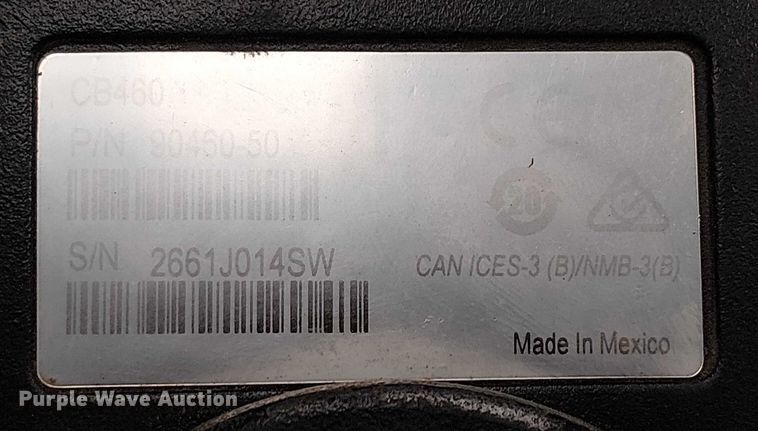 CB460
P/N 90460-50
20
S/N 2661J014SW
CAN ICES-3 (B)/NMB-3(B)
Made In Mexico
Purple Wave Auction